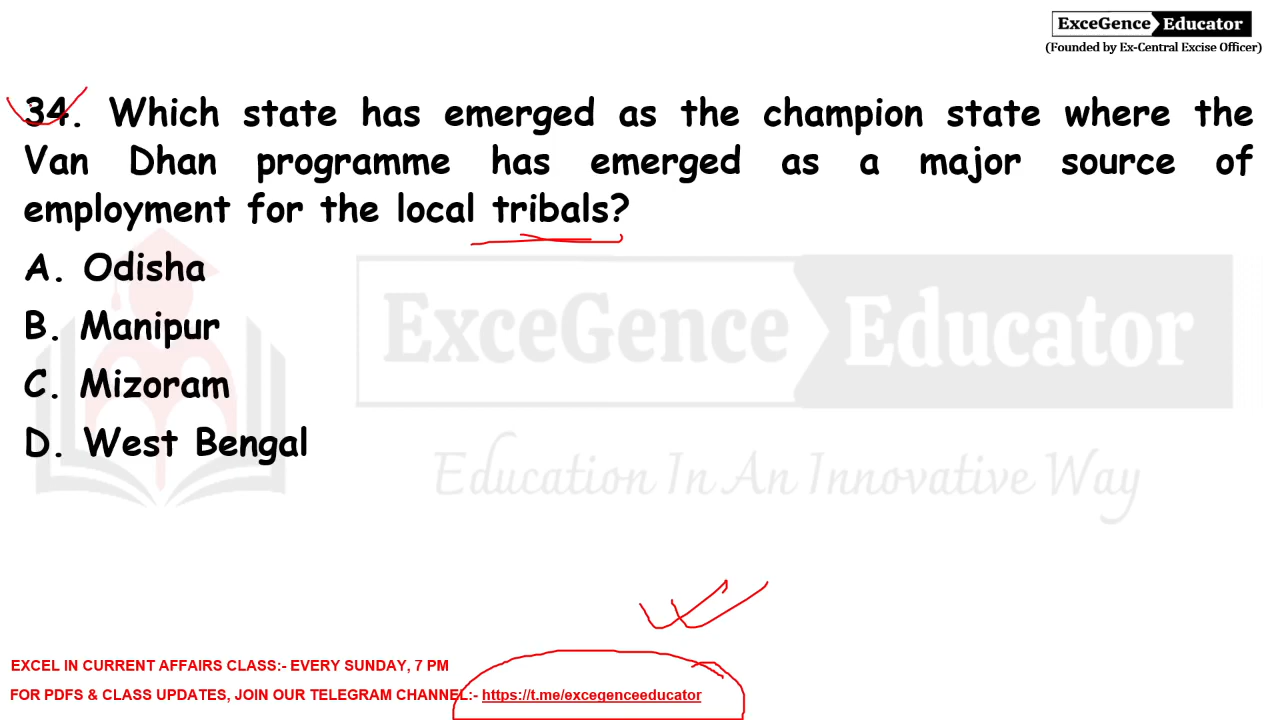 ExceGence Educator
(Founded by Ex-Central Excise Officer)
34. Which state has emerged as the champion state where the
Van Dhan programme has emerged as a major source of
employment for the local tribals?
A. Odisha
B. Manipur
C. Mizoram
D. West Bengal
ExceGence Educator
Education In An Innovative Way
EXCEL IN CURRENT AFFAIRS CLASS:- EVERY SUNDAY, 7 PM
FOR PDFS & CLASS UPDATES, JOIN OUR TELEGRAM CHANNEL:- https://t.me/excegenceeducator